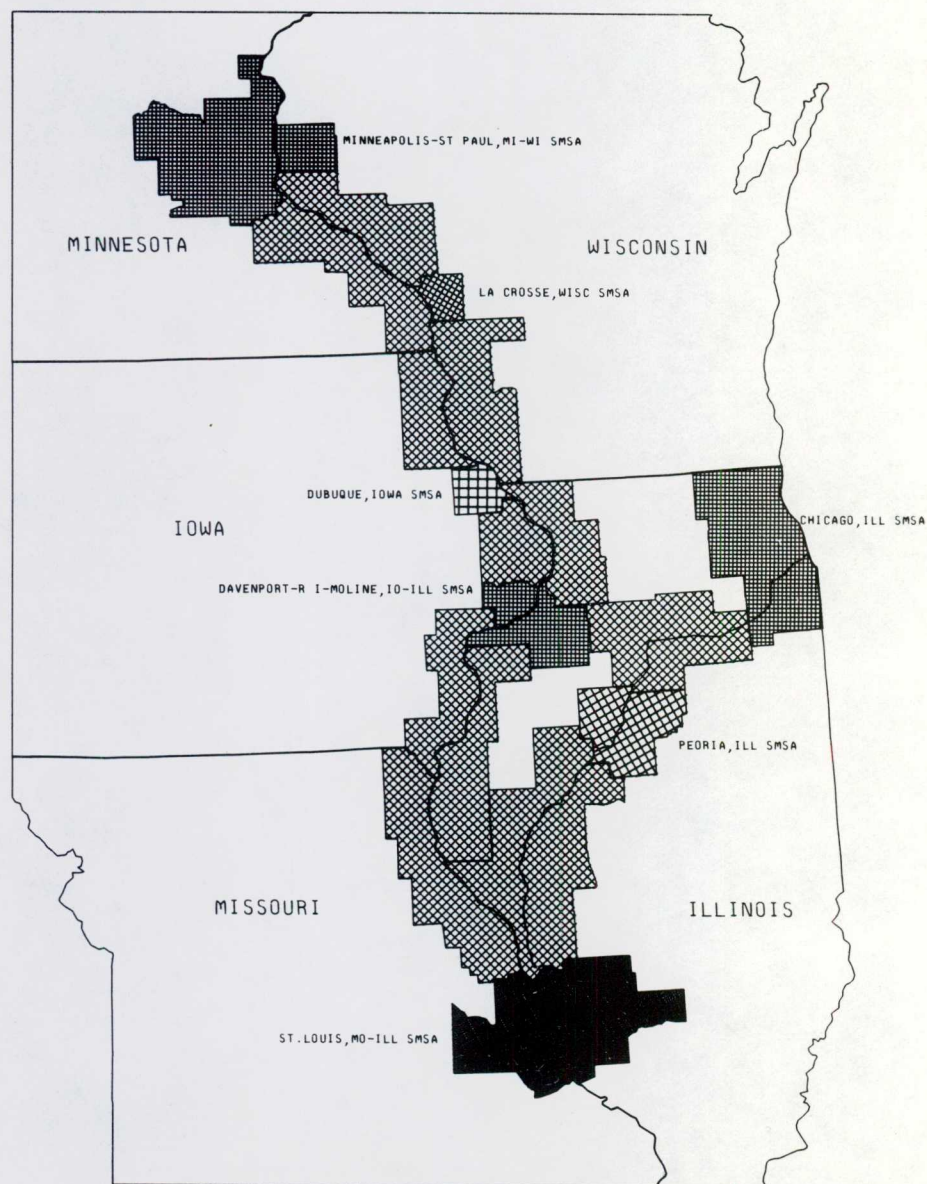 MINNEAPOLIS-ST PAUL,MI-WI SMSA
MINNESOTA
WISCONSIN
LA CROSSE,WISC SMSA
DUBUQUE,IOWA SMSA
CHICAGO,ILL SMSA
IOWA
DAVENPORT-R I-MOLINE,IO-ILL SMSA
PEORIA,ILL SMSA
MISSOURI
ILLINOIS
ST.LOUIS,MO-ILL SMSA